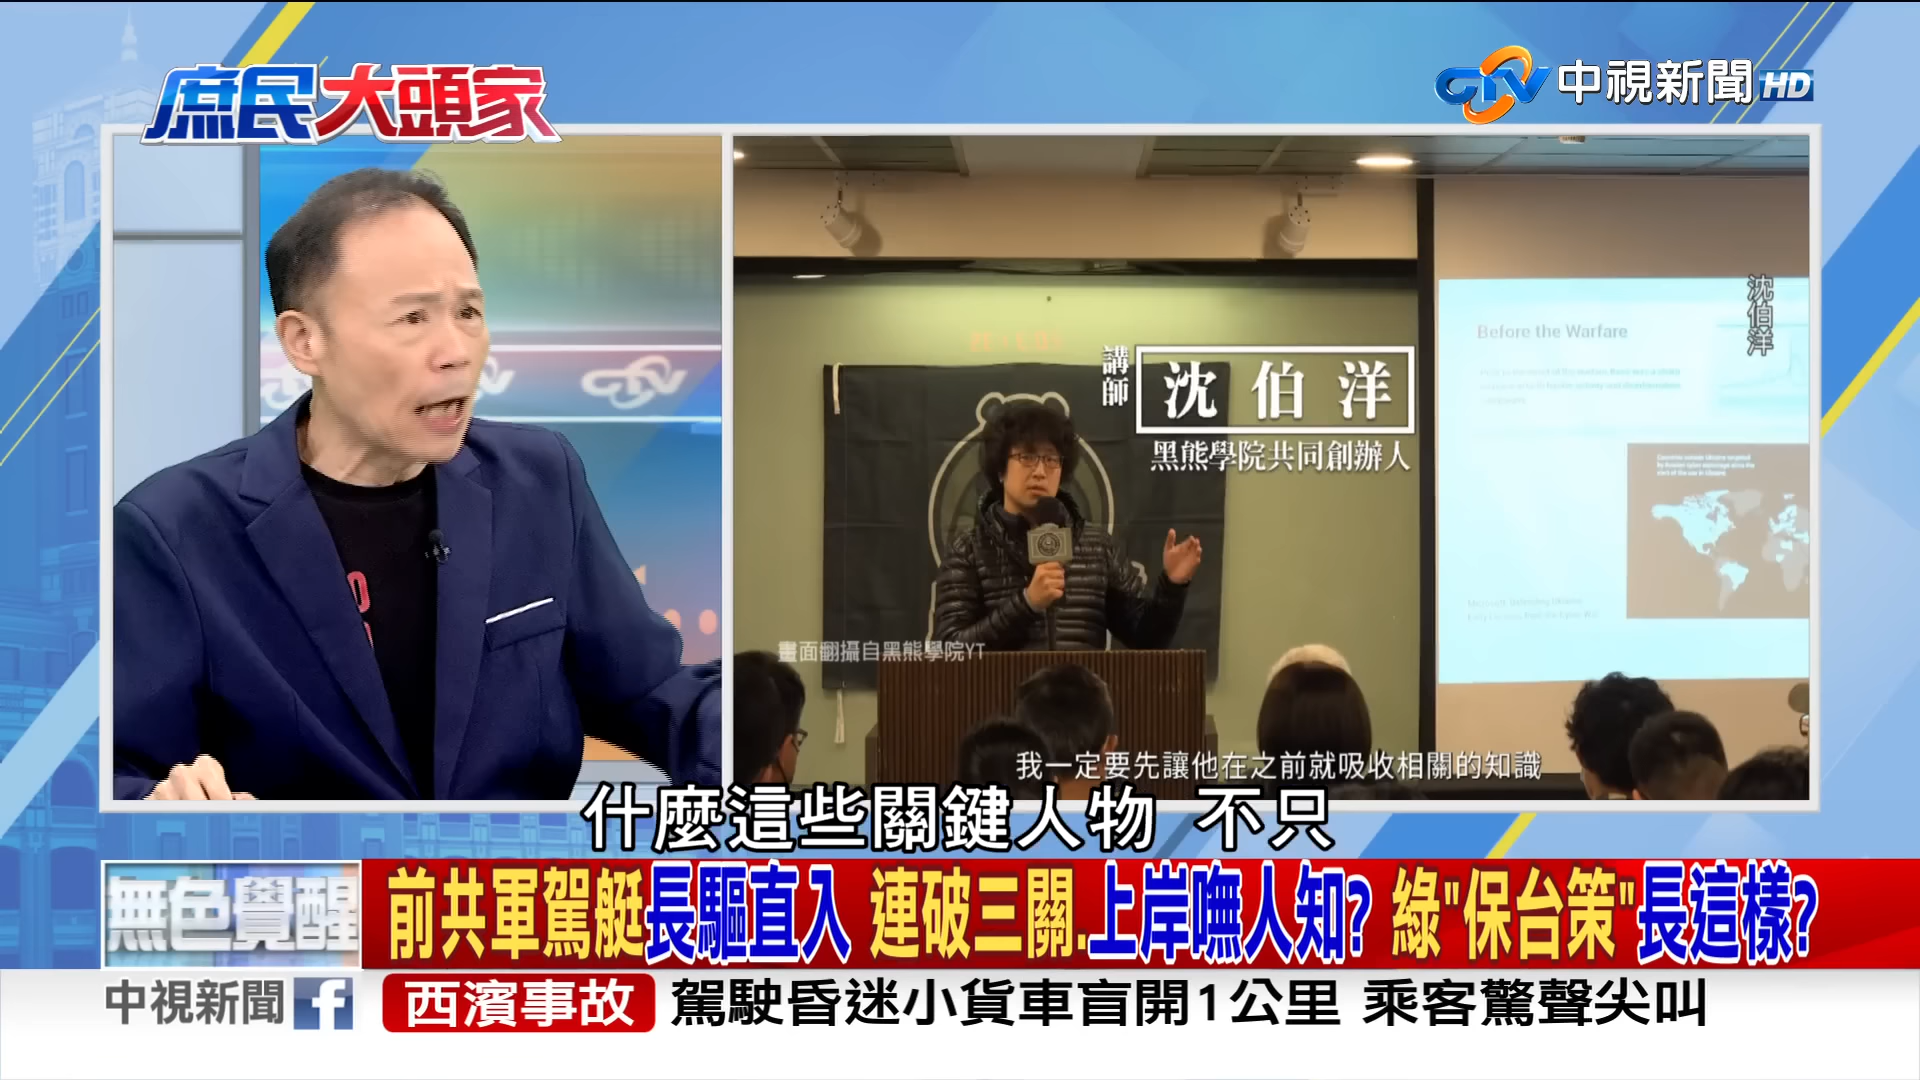 庶民大頭家
CTV 中視新聞 HD
沈伯洋
Before the Warfare
講師 沈伯洋
黑熊學院共同創辦人
畫面翻攝自黑熊學院YT
我一定要先讓他在之前就吸收相關的知識
什麼這些關鍵人物 不只
無色覺醒
前共軍駕艇長驅直入 連破三關.上岸嘸人知? 綠"保台策"長這樣?
中視新聞 f
西濱事故 駕駛昏迷小貨車盲開1公里 乘客驚聲尖叫